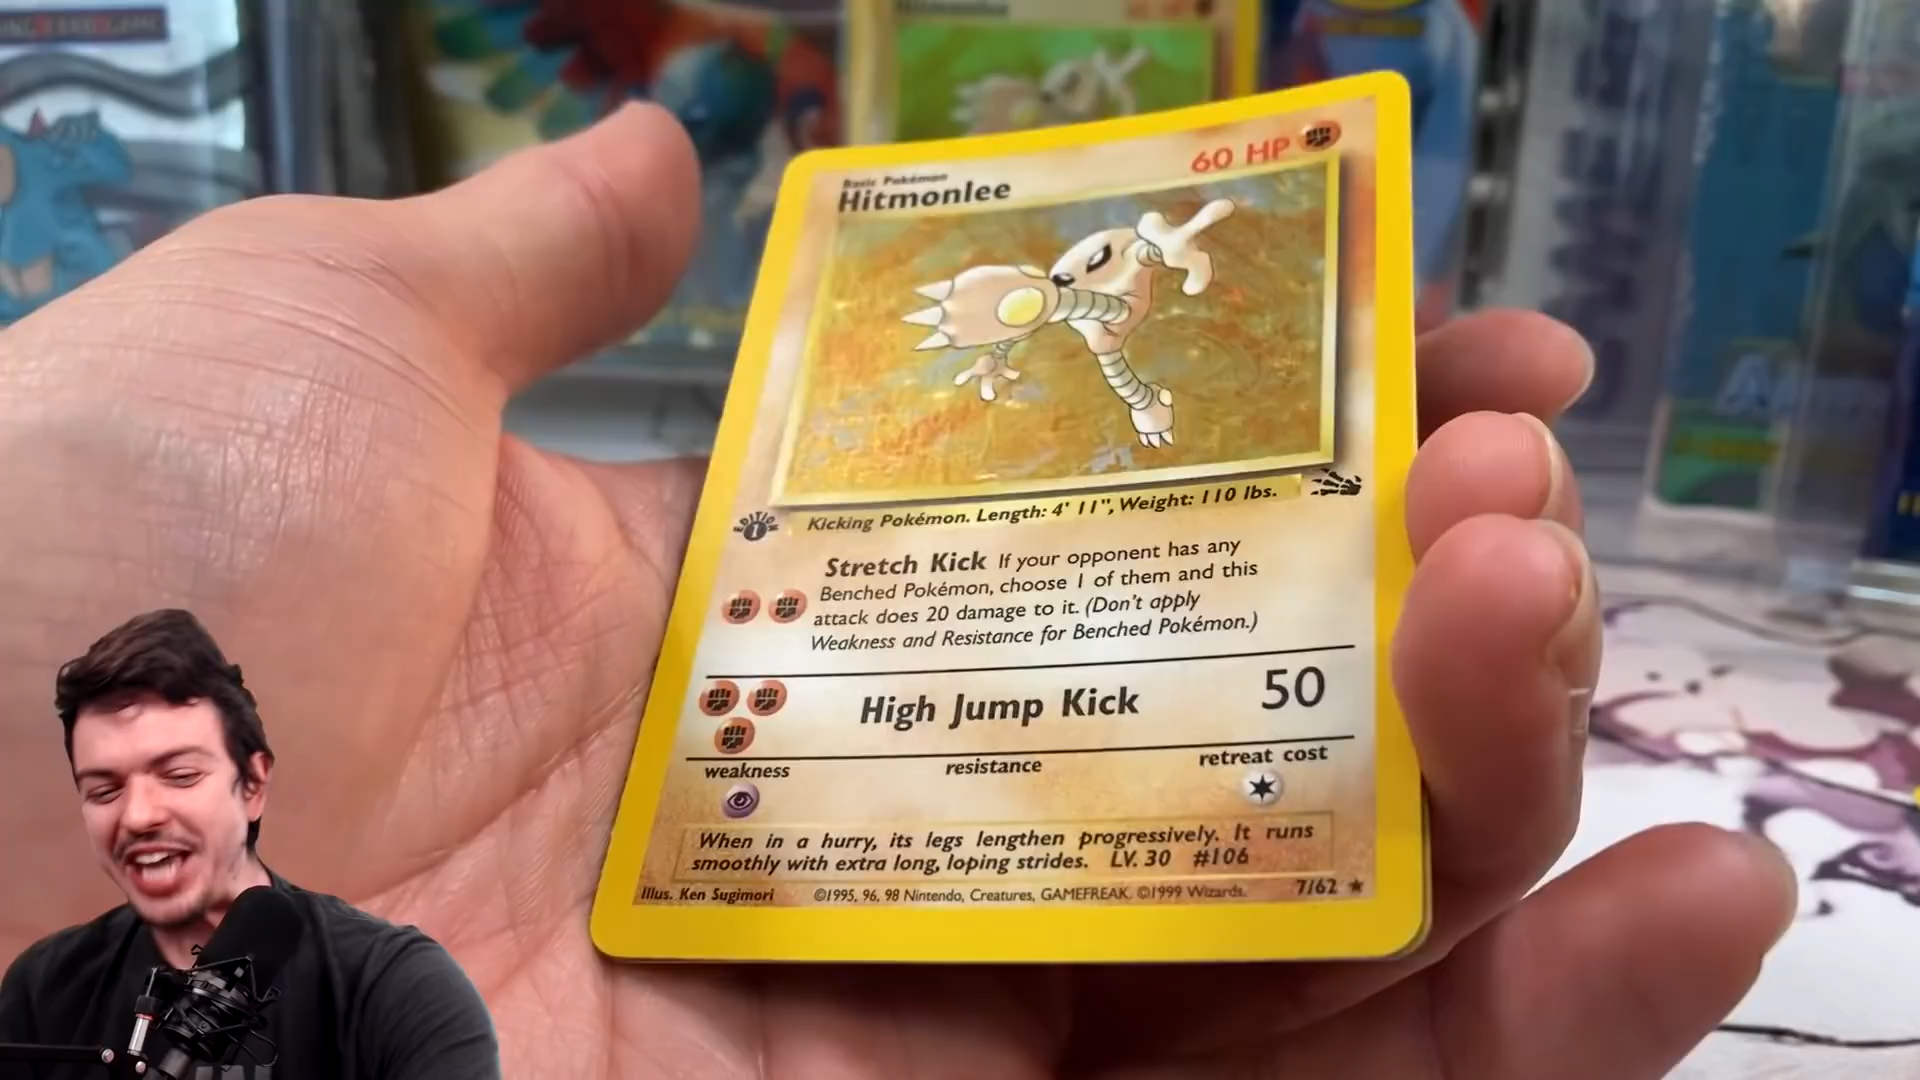 Basic Pokémon
Hitmonlee
60 HP
EDITION
1
Kicking Pokémon. Length: 4' 11", Weight: 110 lbs.
Stretch Kick If your opponent has any
Benched Pokémon, choose 1 of them and this
attack does 20 damage to it. (Don't apply
Weakness and Resistance for Benched Pokémon.)
High Jump Kick 50
weakness resistance retreat cost
When in a hurry, its legs lengthen progressively. It runs
smoothly with extra long, loping strides. LV. 30 #106
Illus. Ken Sugimori ©1995, 96, 98 Nintendo, Creatures, GAMEFREAK. ©1999 Wizards. 7/62